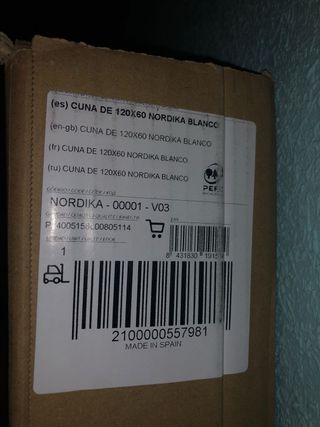 (es) CUNA DE 120X60 NORDIKA BLANCO
(en-gb) CUNA DE 120X60 NORDIKA BLANCO
(fr) CUNA DE 120X60 NORDIKA BLANCO
(ru) CUNA DE 120X60 NORDIKA BLANCO
NORDIKA - 00001 - V03
1
2100000557981
MADE IN SPAIN